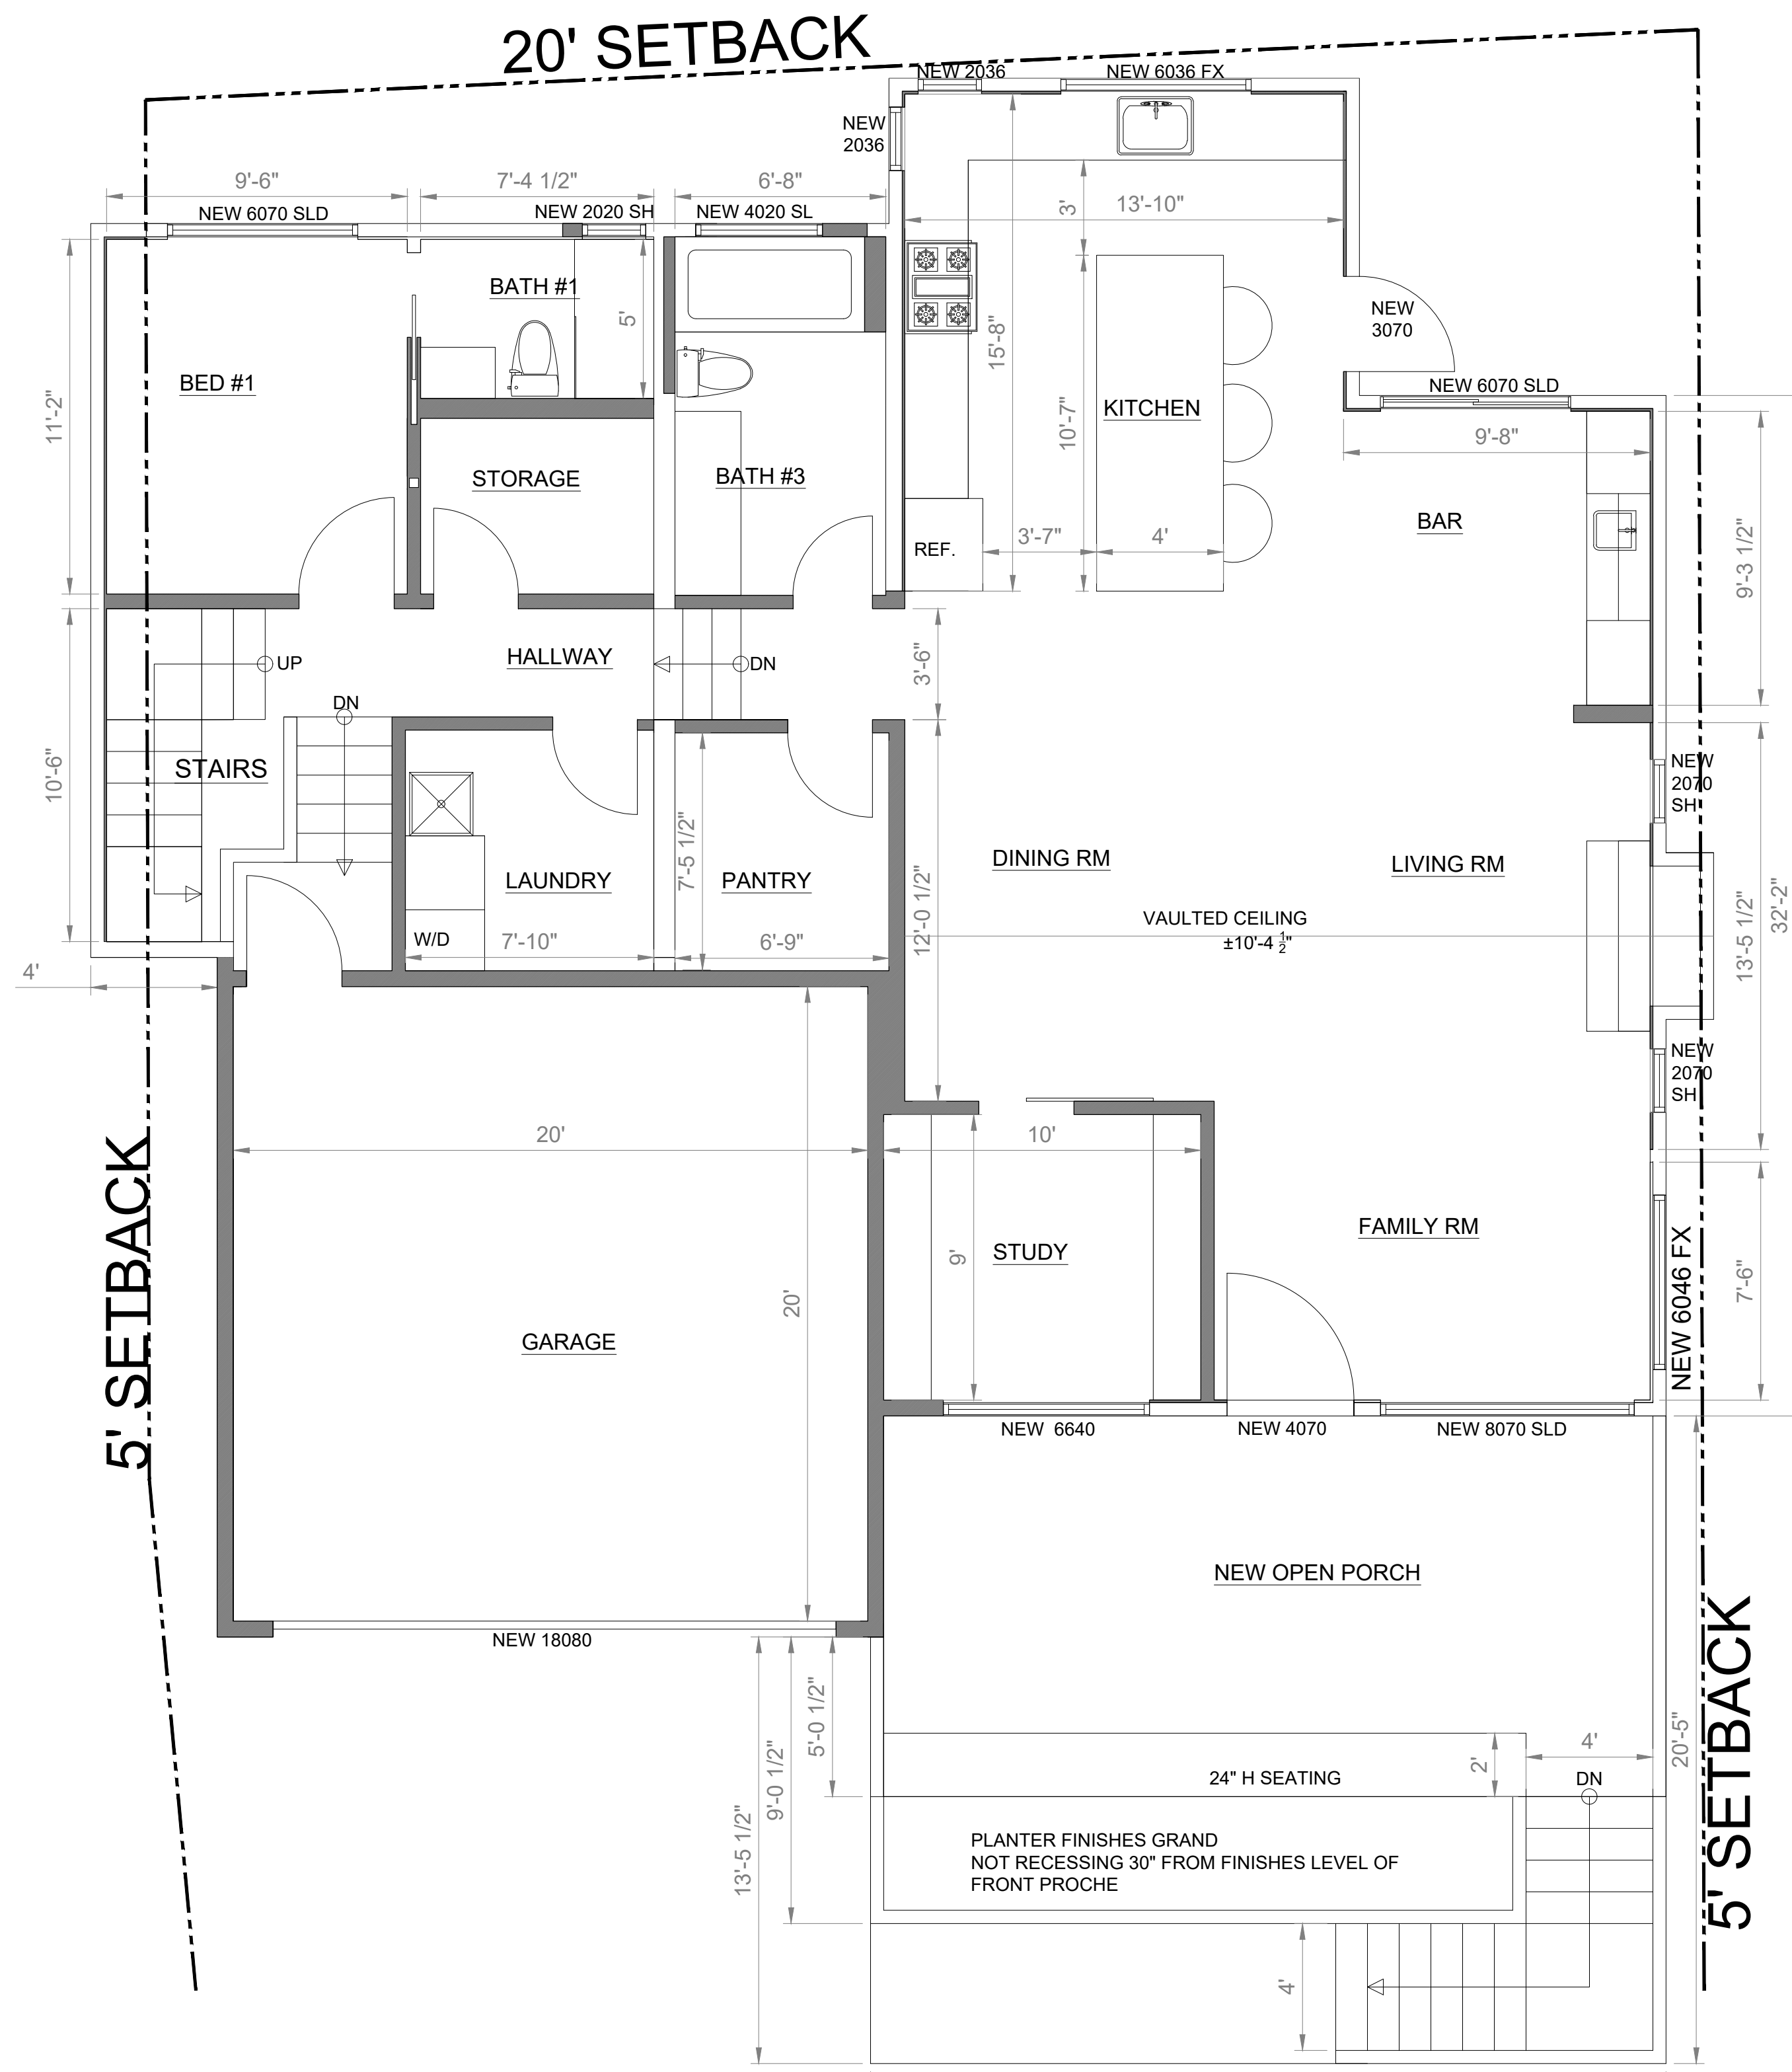 20' SETBACK
NEW 2036
NEW 6036 FX
NEW
2036
9'-6"
7'-4 1/2"
6'-8"
3'
13'-10"
NEW 6070 SLD
NEW 2020 SH
NEW 4020 SL
BATH #1
5'
NEW
3070
15'-8"
11'-2"
BED #1
10'-7"
KITCHEN
NEW 6070 SLD
9'-8"
STORAGE
BATH #3
BAR
9'-3 1/2"
REF.
3'-7"
4'
HALLWAY
UP
DN
3'-6"
DN
STAIRS
10'-6"
NEW
2070
SH
7'-5 1/2"
LAUNDRY
PANTRY
DINING RM
LIVING RM
12'-0 1/2"
VAULTED CEILING
±10'-4 1/2"
13'-5 1/2"
32'-2"
W/D
7'-10"
6'-9"
4'
NEW
2070
SH
20'
10'
5' SETBACK
9'
STUDY
FAMILY RM
20'
GARAGE
NEW 6046 FX
7'-6"
NEW  6640
NEW 4070
NEW 8070 SLD
NEW OPEN PORCH
NEW 18080
5'-0 1/2"
9'-0 1/2"
13'-5 1/2"
2'
4'
20'-5"
5' SETBACK
24" H SEATING
DN
PLANTER FINISHES GRAND
NOT RECESSING 30" FROM FINISHES LEVEL OF
FRONT PROCHE
4'